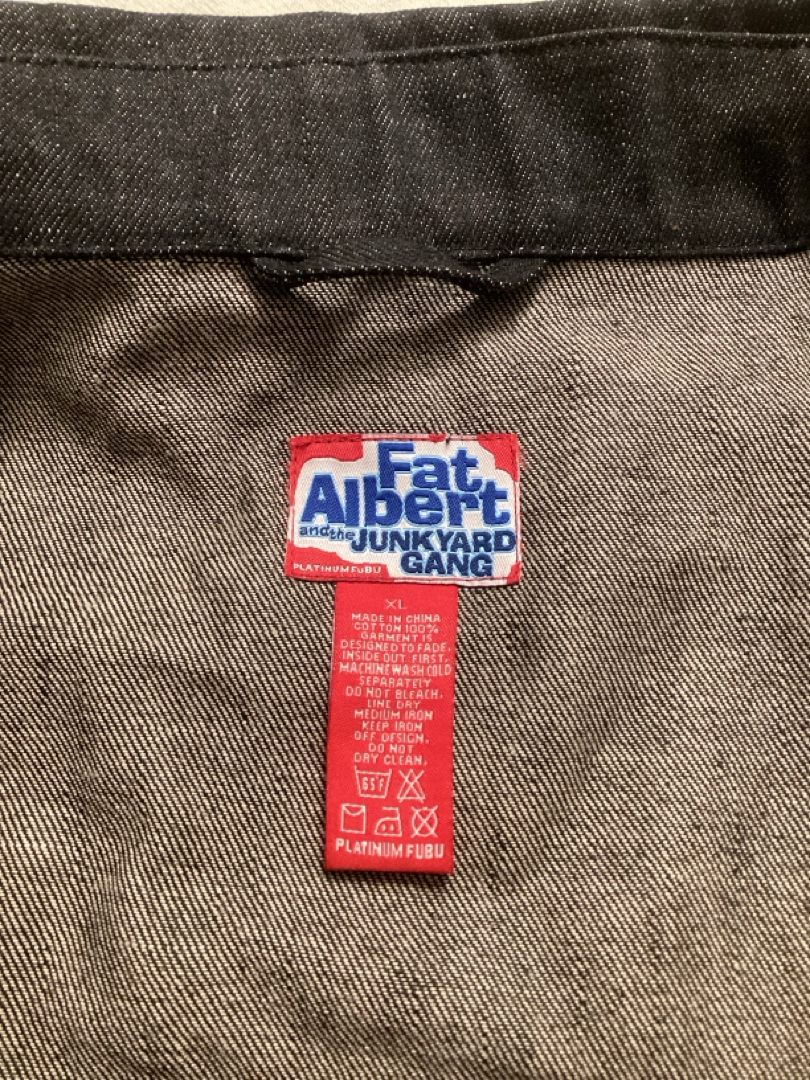 Fat
Albert
and the JUNKYARD
GANG
PLATINUM FUBU
XL
MADE IN CHINA
COTTON 100%
GARMENT IS
DESIGNED TO FADE.
INSIDE OUT FIRST.
MACHINE WASH COLD
SEPARATELY
DO NOT BLEACH.
LINE DRY
MEDIUM IRON
KEEP IRON
OFF DESIGN.
DO NOT
DRY CLEAN.
65°F
PLATINUM FUBU